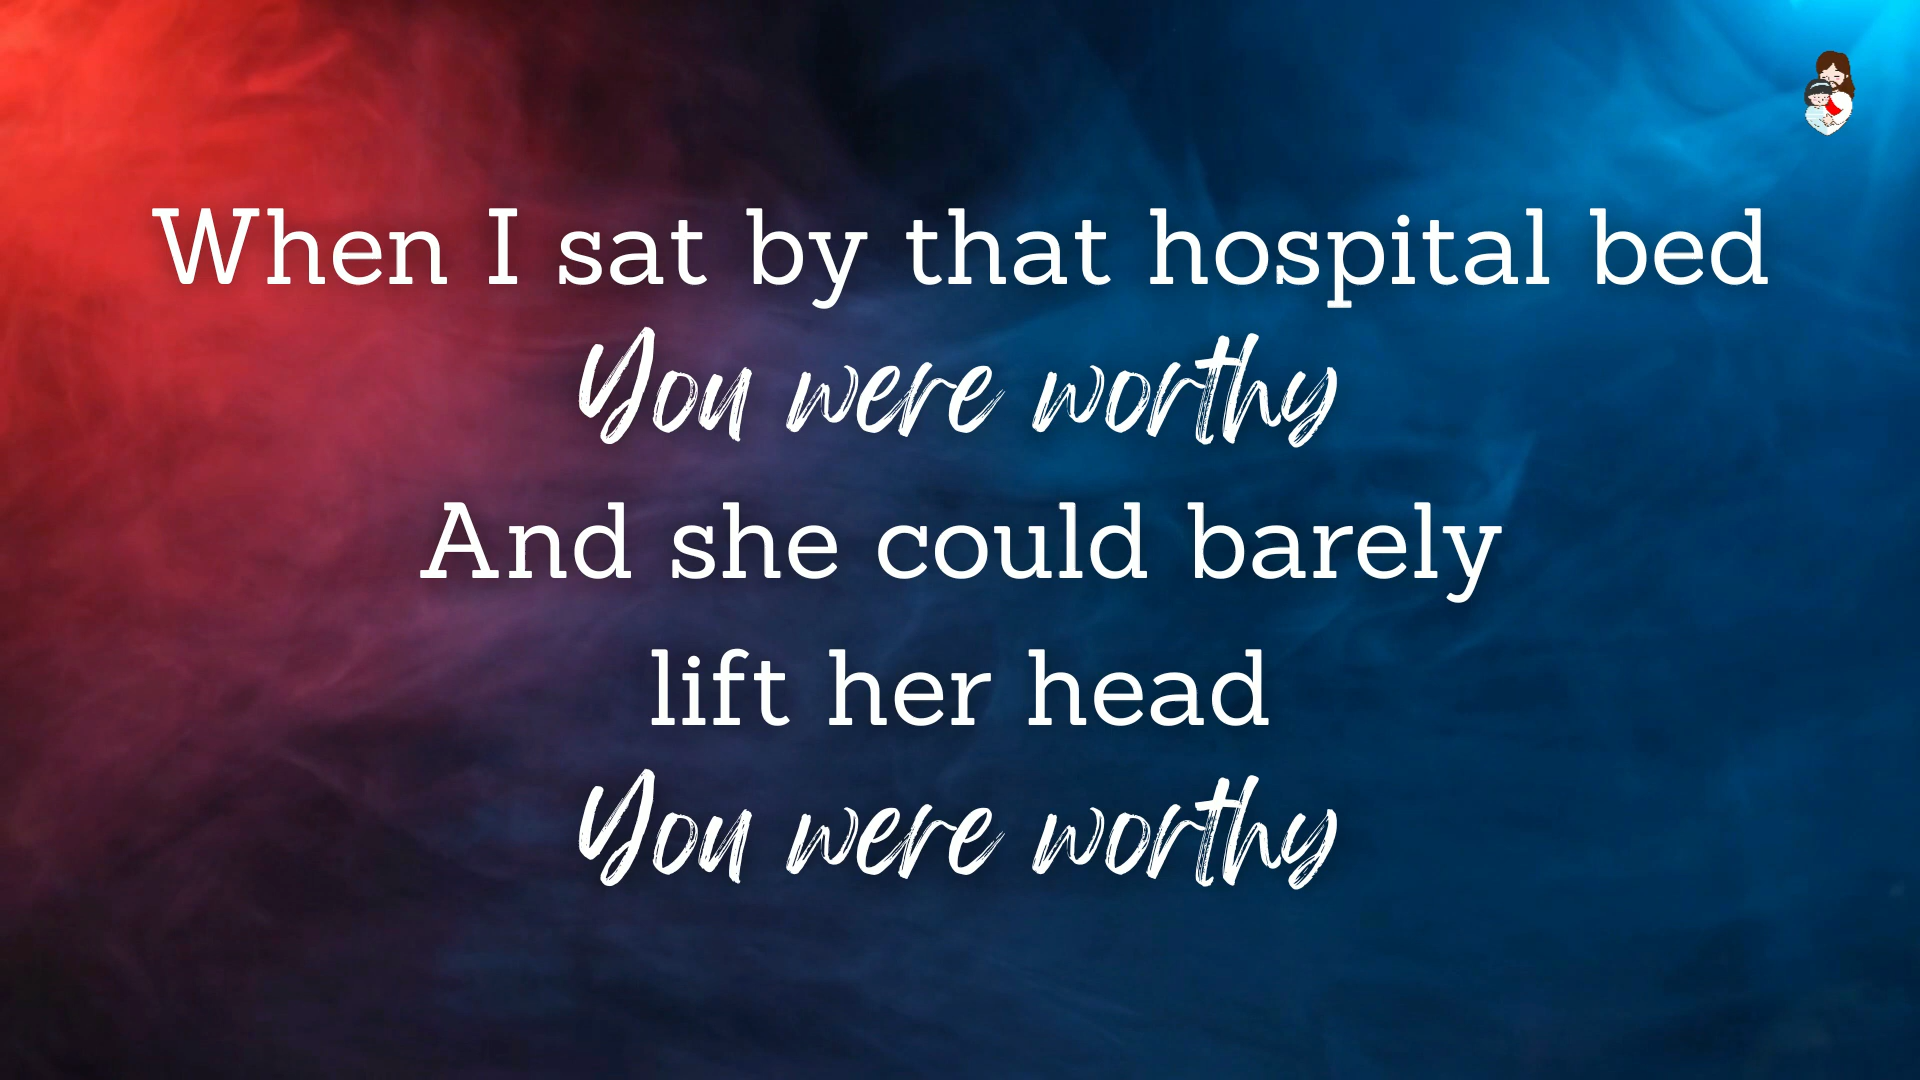 When I sat by that hospital bed
You were worthy
And she could barely
lift her head
You were worthy